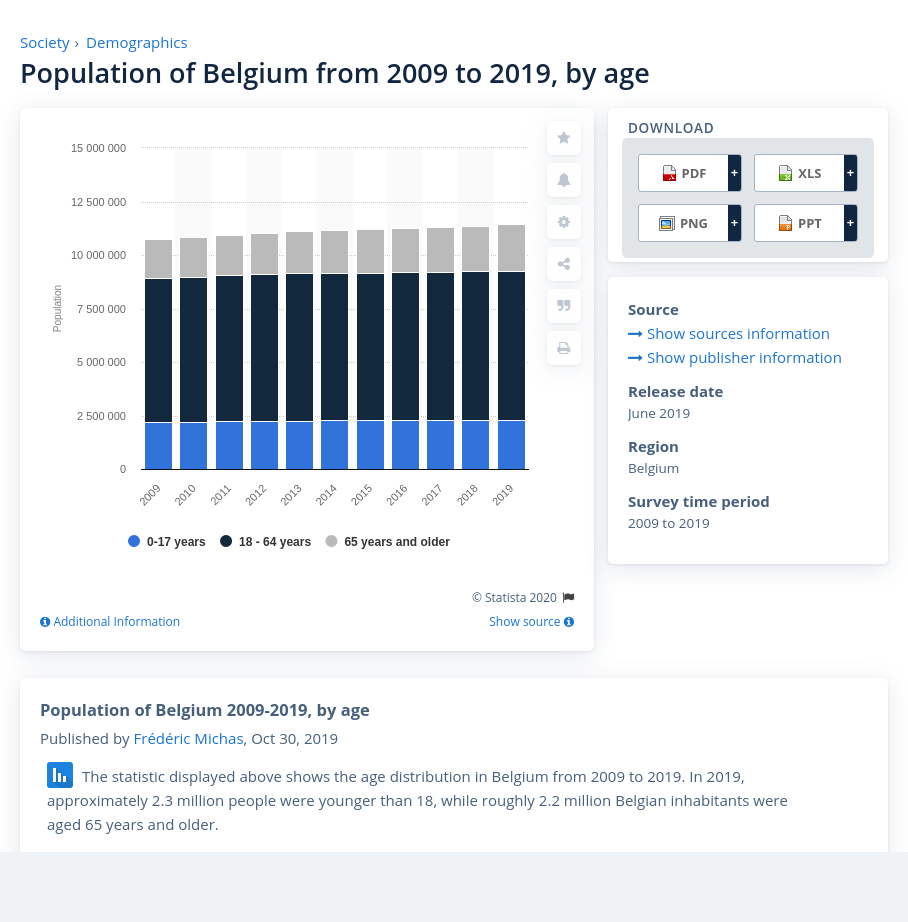 Society › Demographics
Population of Belgium from 2009 to 2019, by age
15 000 000
12 500 000
10 000 000
7 500 000
5 000 000
2 500 000
0
Population
2009 2010 2011 2012 2013 2014 2015 2016 2017 2018 2019
0-17 years 18 - 64 years 65 years and older
© Statista 2020
Additional Information
Show source
DOWNLOAD
PDF + XLS +
PNG + PPT +
Source
Show sources information
Show publisher information
Release date
June 2019
Region
Belgium
Survey time period
2009 to 2019
Population of Belgium 2009-2019, by age
Published by Frédéric Michas, Oct 30, 2019
The statistic displayed above shows the age distribution in Belgium from 2009 to 2019. In 2019,
approximately 2.3 million people were younger than 18, while roughly 2.2 million Belgian inhabitants were
aged 65 years and older.